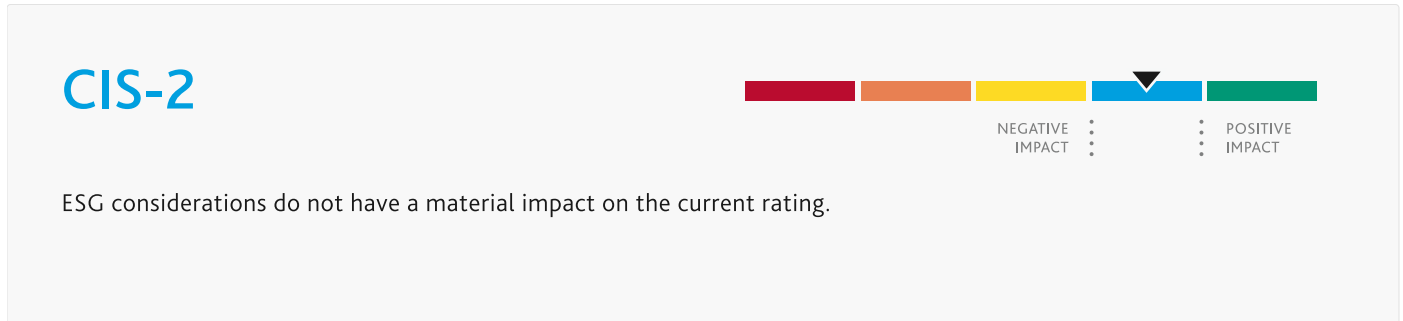 CIS-2
NEGATIVE
IMPACT
POSITIVE
IMPACT
ESG considerations do not have a material impact on the current rating.